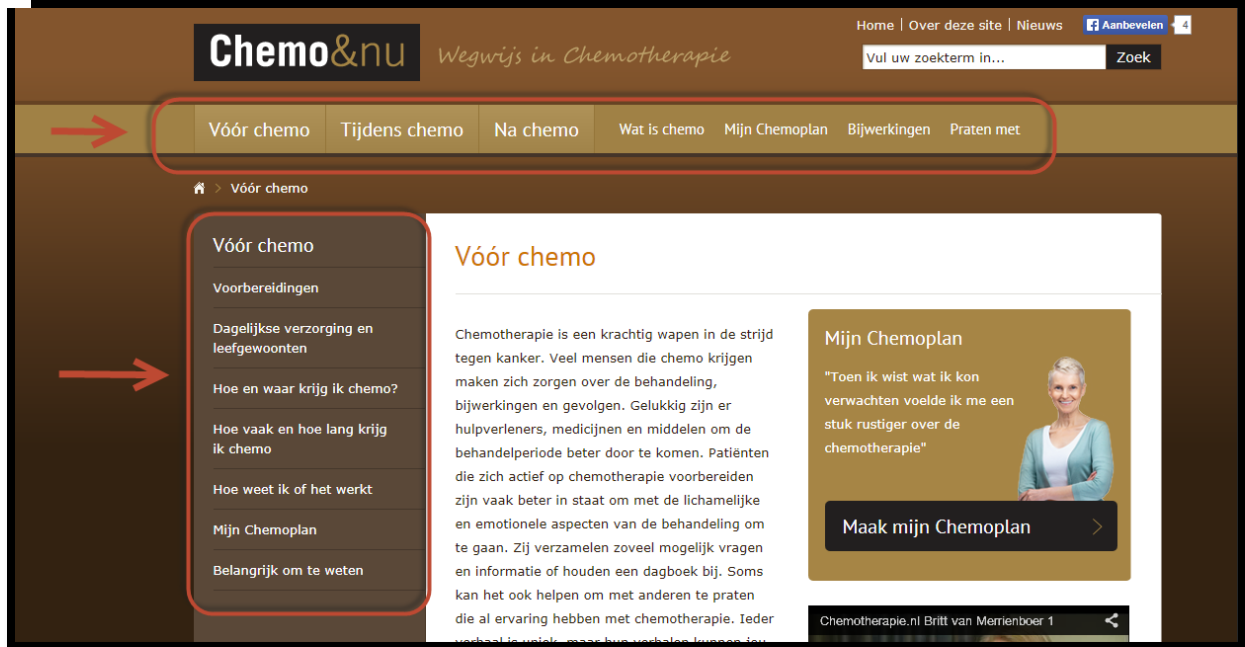 Home | Over deze site | Nieuws
Aanbevelen 4
Chemo&nu
Wegwijs in Chemotherapie
Vul uw zoekterm in...
Zoek
Vóór chemo
Tijdens chemo
Na chemo
Wat is chemo
Mijn Chemoplan
Bijwerkingen
Praten met
> Vóór chemo
Vóór chemo
Voorbereidingen
Dagelijkse verzorging en
leefgewoonten
Hoe en waar krijg ik chemo?
Hoe vaak en hoe lang krijg
ik chemo
Hoe weet ik of het werkt
Mijn Chemoplan
Belangrijk om te weten
Vóór chemo
Chemotherapie is een krachtig wapen in de strijd
tegen kanker. Veel mensen die chemo krijgen
maken zich zorgen over de behandeling,
bijwerkingen en gevolgen. Gelukkig zijn er
hulpverleners, medicijnen en middelen om de
behandelperiode beter door te komen. Patiënten
die zich actief op chemotherapie voorbereiden
zijn vaak beter in staat om met de lichamelijke
en emotionele aspecten van de behandeling om
te gaan. Zij verzamelen zoveel mogelijk vragen
en informatie of houden een dagboek bij. Soms
kan het ook helpen om met anderen te praten
die al ervaring hebben met chemotherapie. Ieder
verhaal is uniek, maar hun verhalen kunnen jou
Mijn Chemoplan
"Toen ik wist wat ik kon
verwachten voelde ik me een
stuk rustiger over de
chemotherapie"
Maak mijn Chemoplan
Chemotherapie.nl Britt van Merrienboer 1